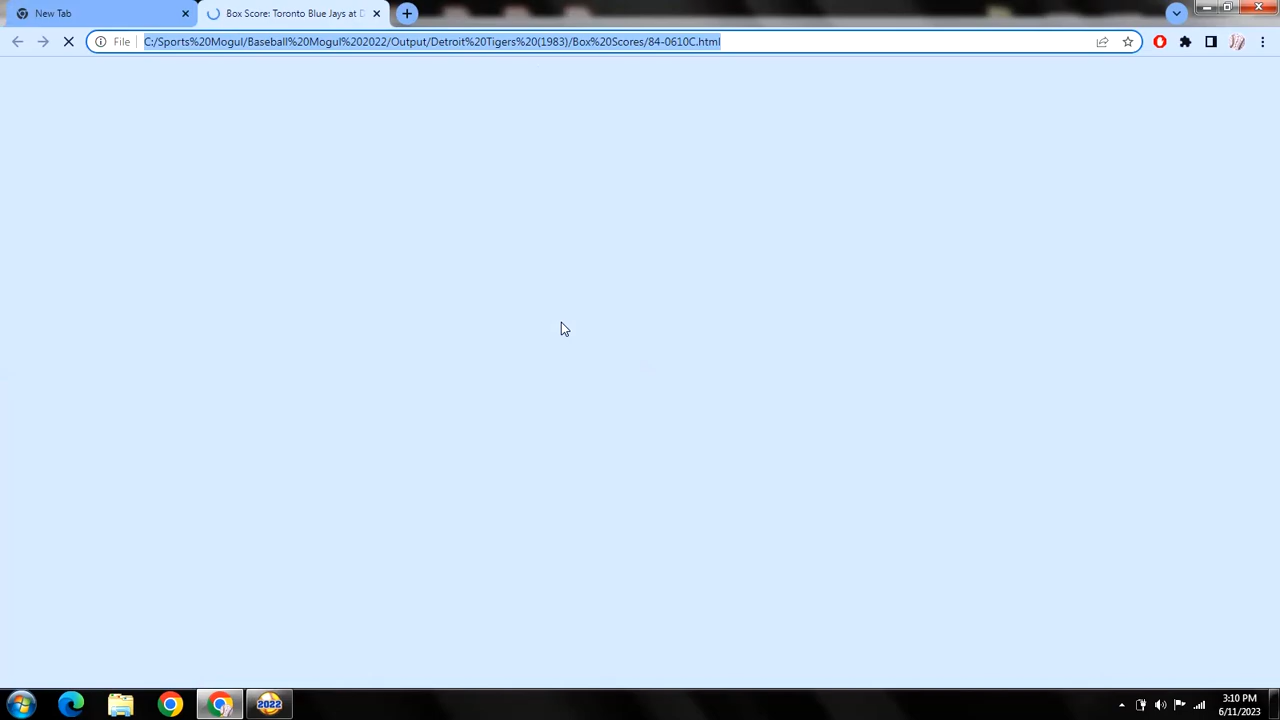 New Tab
Box Score: Toronto Blue Jays at D
File
C:/Sports%20Mogul/Baseball%20Mogul%202022/Output/Detroit%20Tigers%20(1983)/Box%20Scores/84-0610C.html
2022
3:10 PM
6/11/2023